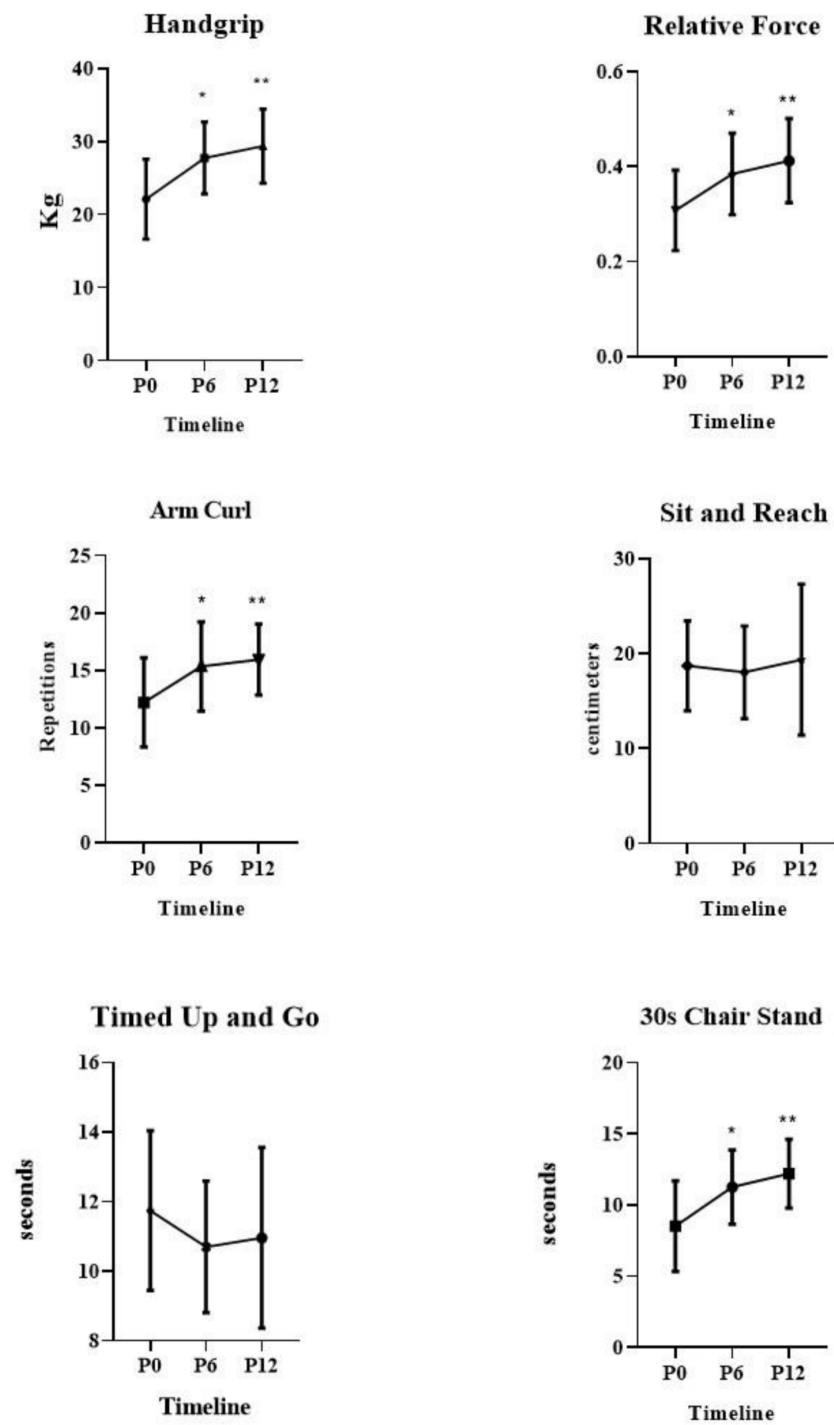 Handgrip
40
30
20
10
0
Kg
*
**
P0 P6 P12
Timeline
Relative Force
0.6
0.4
0.2
0.0
*
**
P0 P6 P12
Timeline
Arm Curl
25
20
15
10
5
0
Repetitions
*
**
P0 P6 P12
Timeline
Sit and Reach
30
20
10
0
centimeters
P0 P6 P12
Timeline
Timed Up and Go
16
14
12
10
8
seconds
P0 P6 P12
Timeline
30s Chair Stand
20
15
10
5
0
seconds
*
**
P0 P6 P12
Timeline